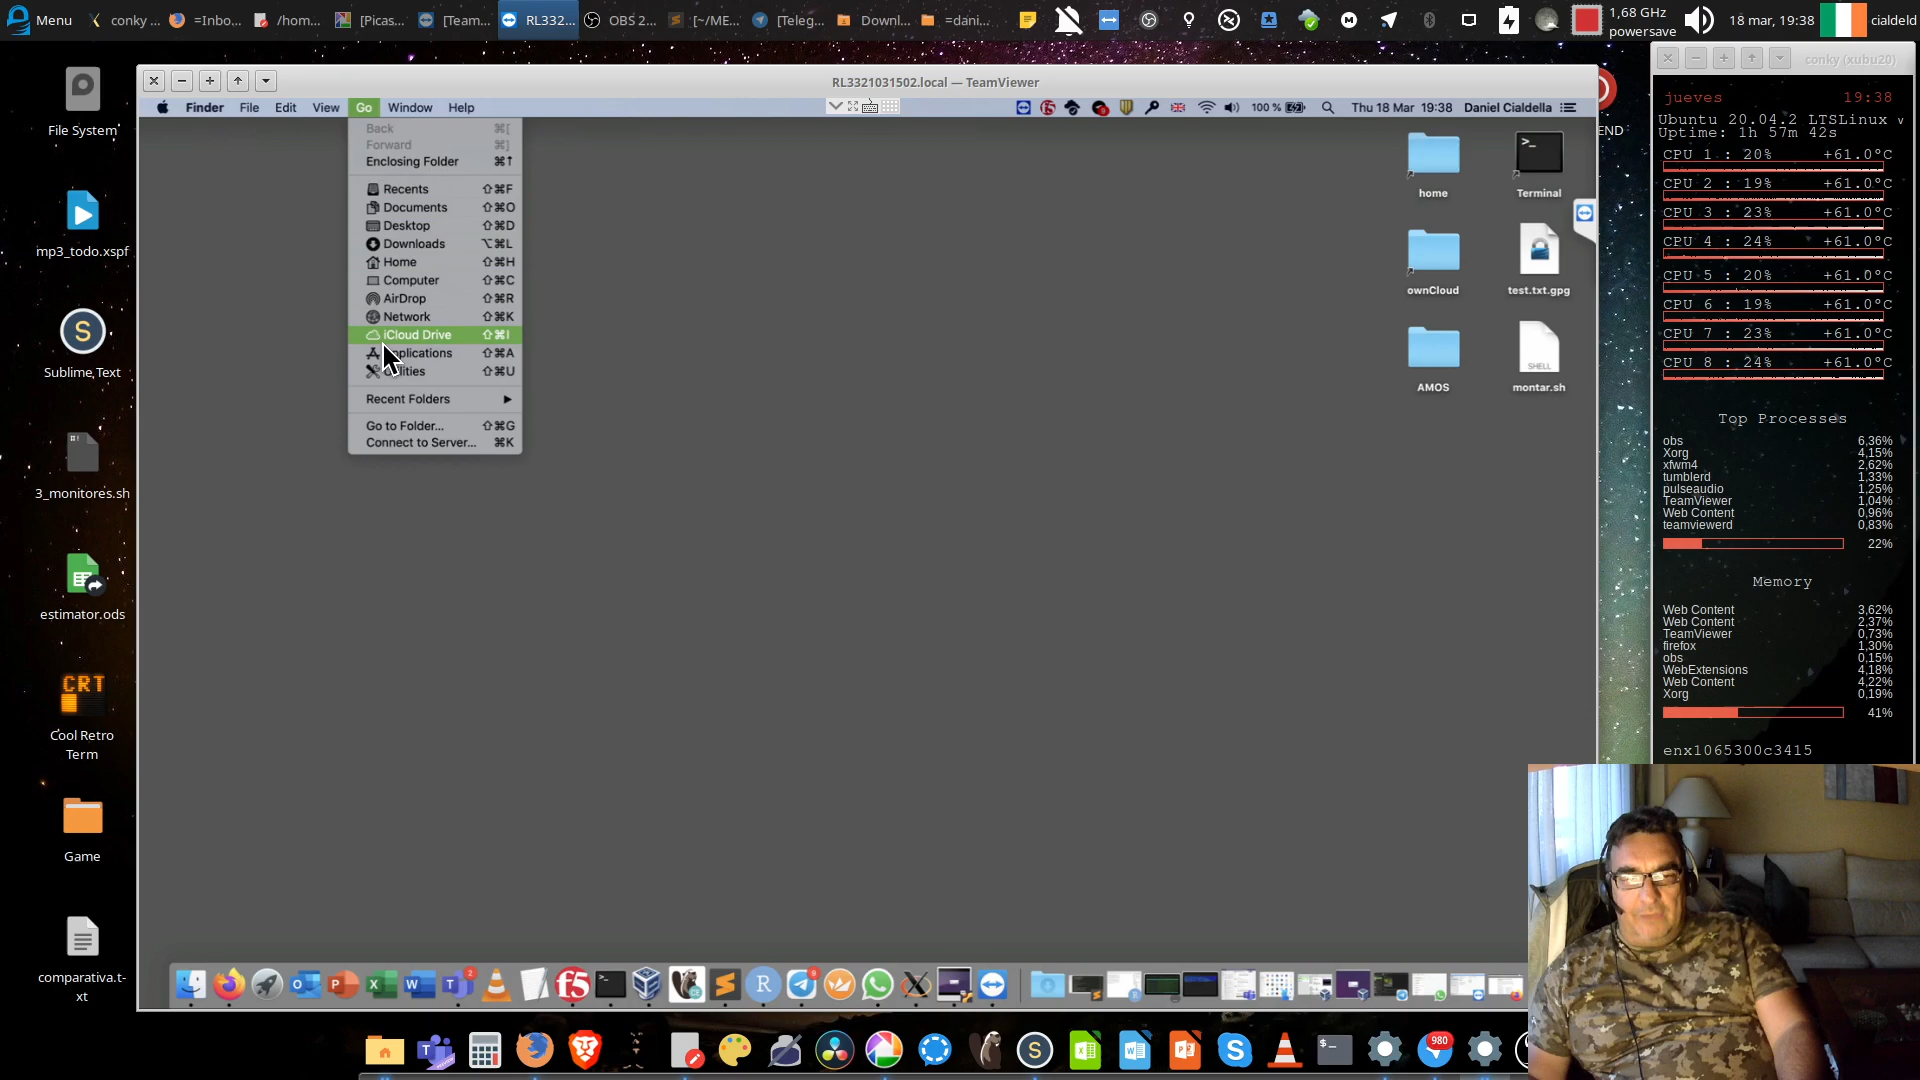 Menu conky ... =Inbo... /hom... [Picas... [Team... RL332... OBS 2... [~/ME... [Teleg... Downl... =dani... 1,68 GHz powersave 18 mar, 19:38 cialdeld
RL3321031502.local — TeamViewer
Finder File Edit View Go Window Help 100 % Thu 18 Mar 19:38 Daniel Cialdella
Back ⌘[
Forward ⌘]
Enclosing Folder ⌘↑
Recents ⇧⌘F
Documents ⇧⌘O
Desktop ⇧⌘D
Downloads ⌥⌘L
Home ⇧⌘H
Computer ⇧⌘C
AirDrop ⇧⌘R
Network ⇧⌘K
iCloud Drive ⇧⌘I
pplications ⇧⌘A
ilities ⇧⌘U
Recent Folders
Go to Folder... ⇧⌘G
Connect to Server... ⌘K
File System
mp3_todo.xspf
Sublime Text
3_monitores.sh
estimator.ods
CRT
Cool Retro
Term
Game
comparativa.t-
xt
home
Terminal
ownCloud
test.txt.gpg
AMOS
SHELL
montar.sh
END
conky (xubu20)
jueves 19:38
Ubuntu 20.04.2 LTSLinux v
Uptime: 1h 57m 42s
CPU 1 : 20% +61.0°C
CPU 2 : 19% +61.0°C
CPU 3 : 23% +61.0°C
CPU 4 : 24% +61.0°C
CPU 5 : 20% +61.0°C
CPU 6 : 19% +61.0°C
CPU 7 : 23% +61.0°C
CPU 8 : 24% +61.0°C
Top Processes
obs 6,36%
Xorg 4,15%
xfwm4 2,62%
tumblerd 1,33%
pulseaudio 1,25%
TeamViewer 1,04%
Web Content 0,96%
teamviewerd 0,83%
22%
Memory
Web Content 3,62%
Web Content 2,37%
TeamViewer 0,73%
firefox 1,30%
obs 0,15%
WebExtensions 4,18%
Web Content 4,22%
Xorg 0,19%
41%
enx1065300c3415
2
9
980